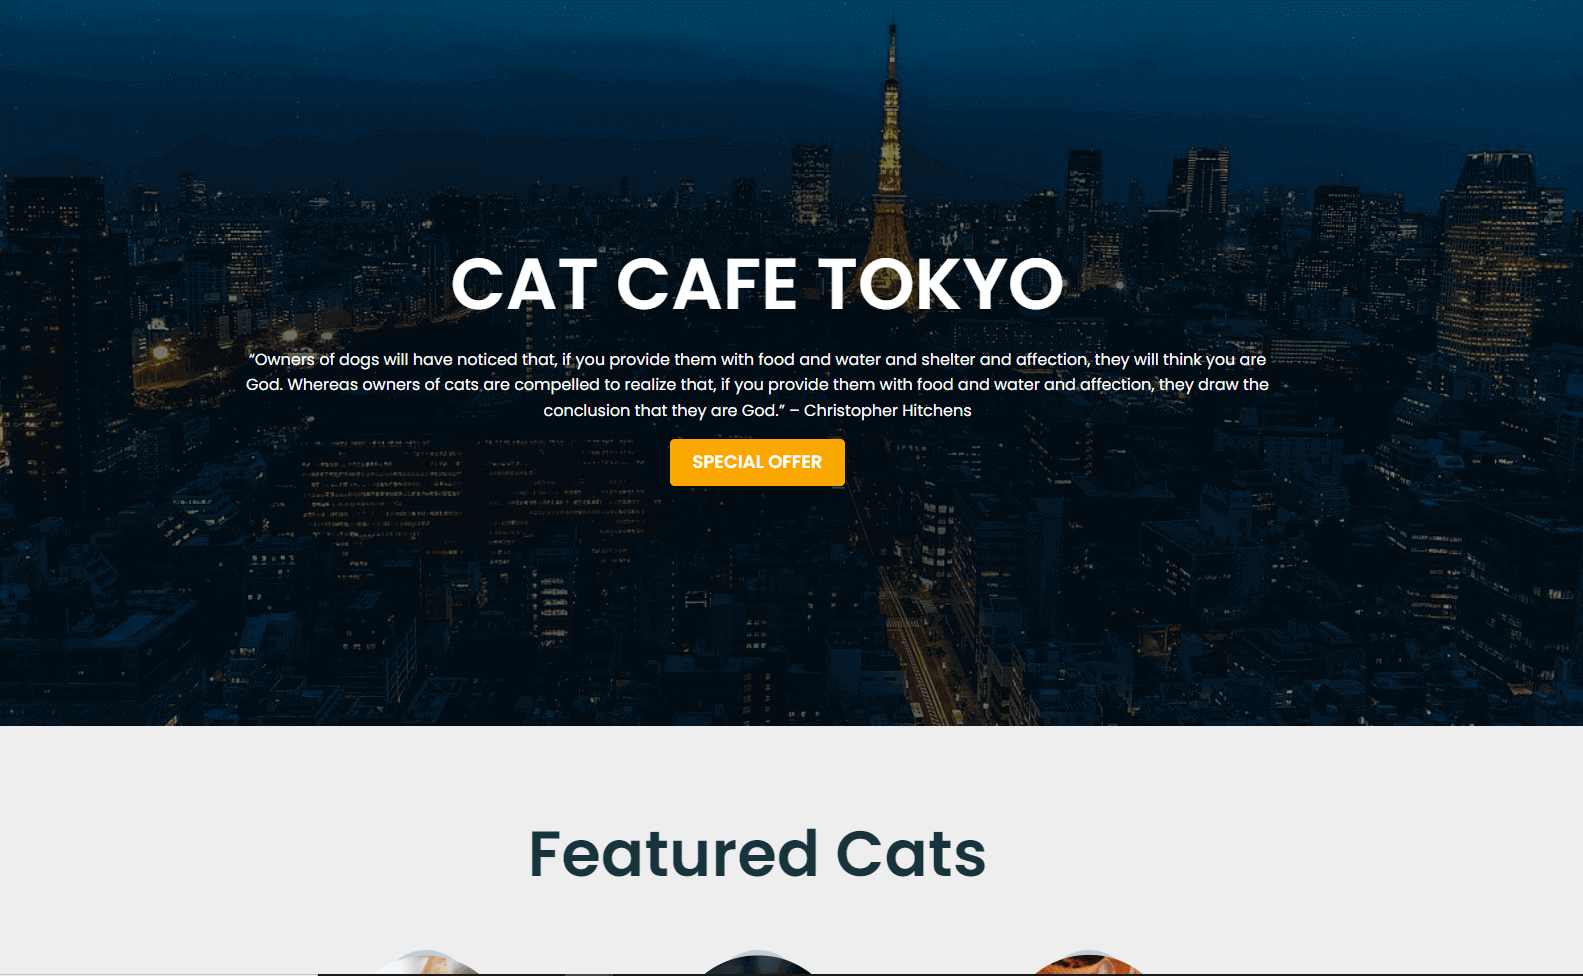 CAT CAFE TOKYO
“Owners of dogs will have noticed that, if you provide them with food and water and shelter and affection, they will think you are
God. Whereas owners of cats are compelled to realize that, if you provide them with food and water and affection, they draw the
conclusion that they are God.” – Christopher Hitchens
SPECIAL OFFER
Featured Cats